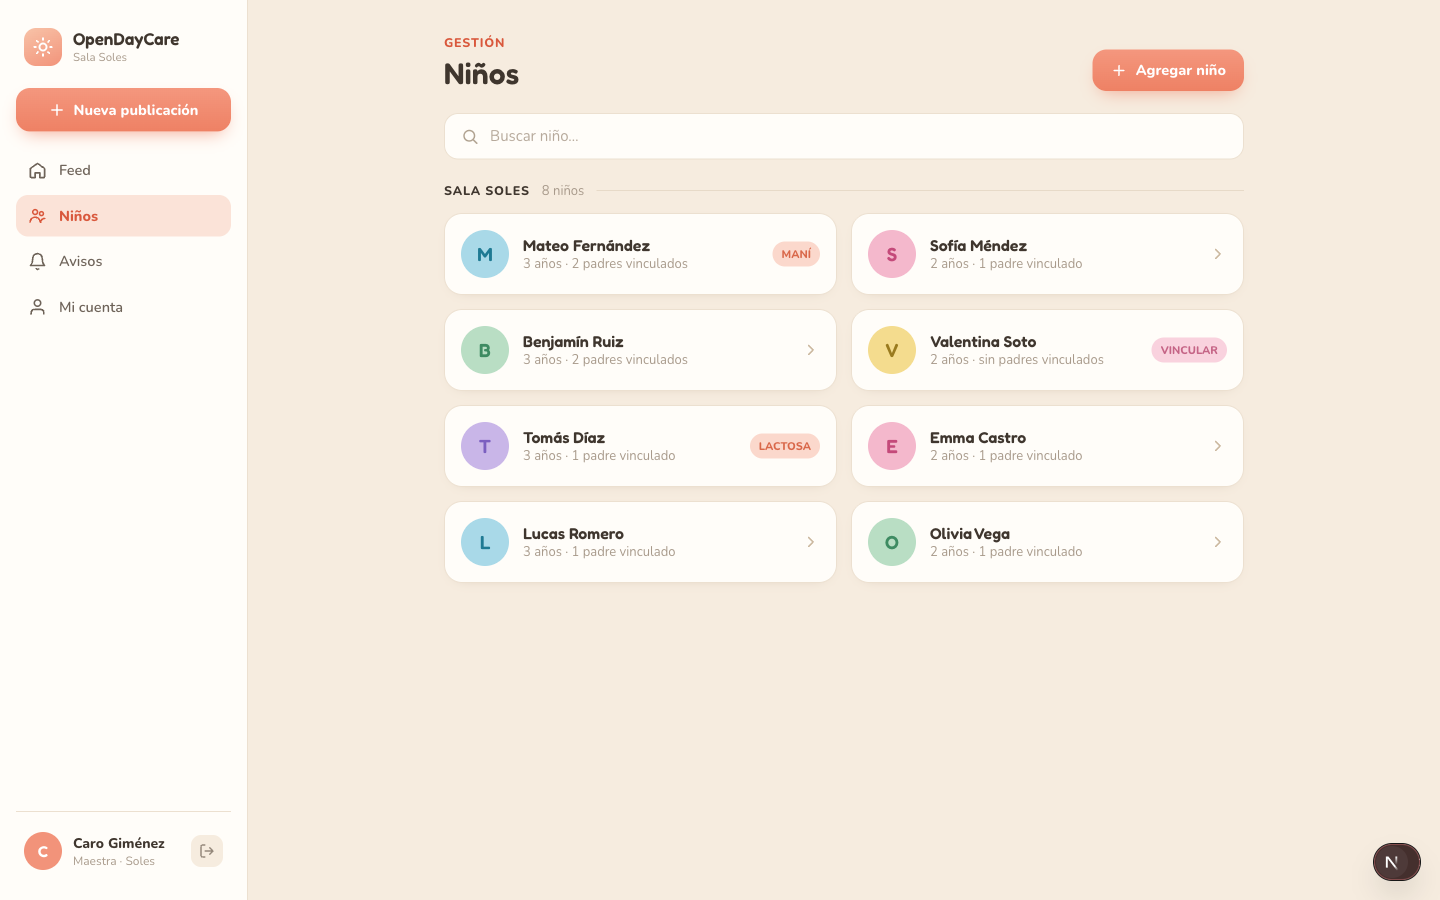 OpenDayCare
Sala Soles
Nueva publicación
Feed
Niños
Avisos
Mi cuenta
C
Caro Giménez
Maestra · Soles
GESTIÓN
Niños
Agregar niño
Buscar niño...
SALA SOLES 8 niños
M
Mateo Fernández
3 años · 2 padres vinculados
MANÍ
S
Sofía Méndez
2 años · 1 padre vinculado
B
Benjamín Ruiz
3 años · 2 padres vinculados
V
Valentina Soto
2 años · sin padres vinculados
VINCULAR
T
Tomás Díaz
3 años · 1 padre vinculado
LACTOSA
E
Emma Castro
2 años · 1 padre vinculado
L
Lucas Romero
3 años · 1 padre vinculado
O
Olivia Vega
2 años · 1 padre vinculado
N